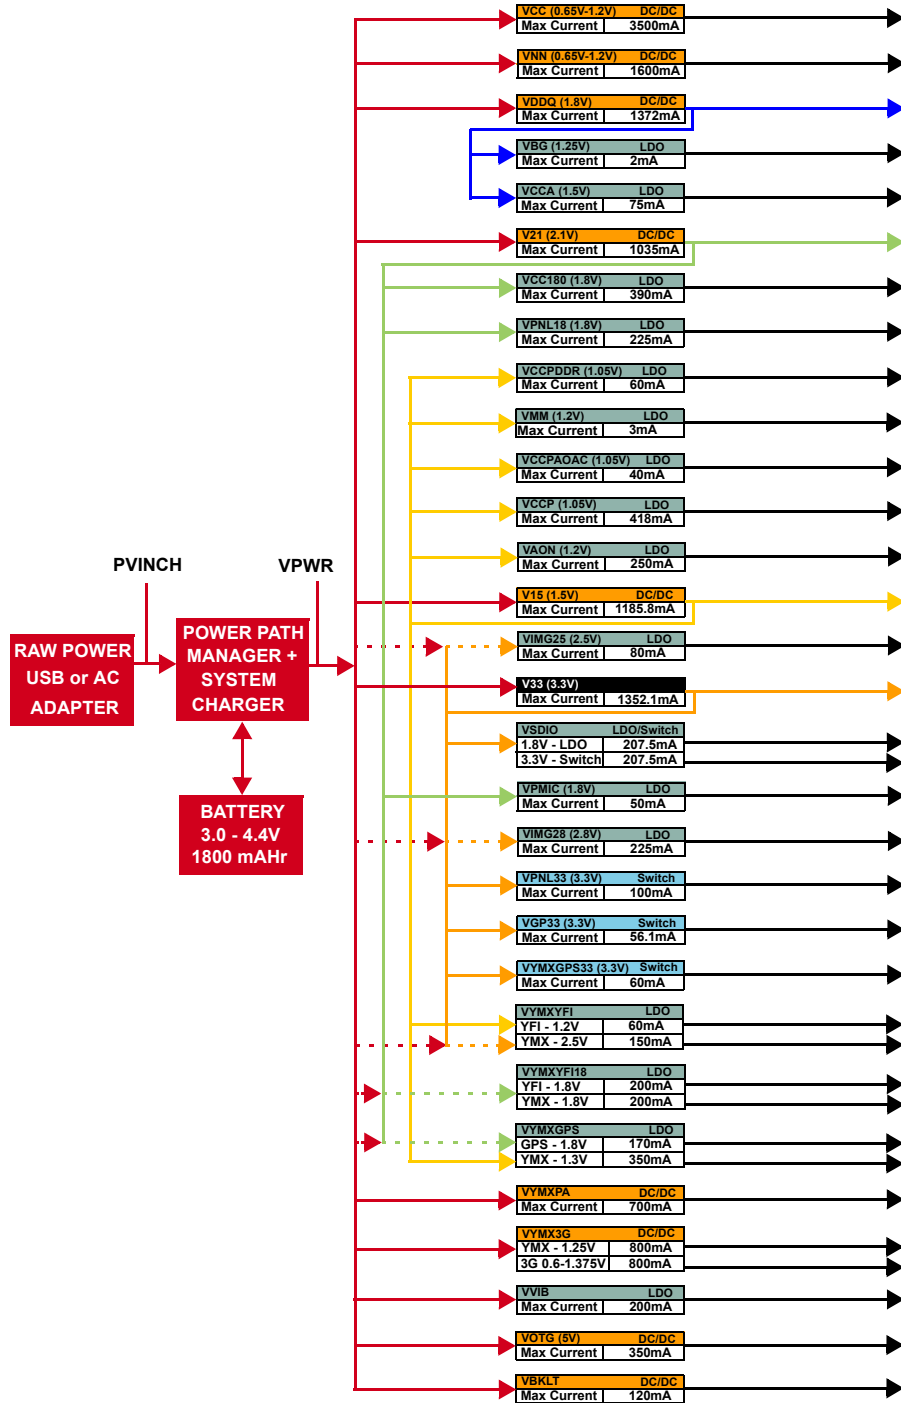 VCC (0.65V-1.2V) DC/DC
Max Current 3500mA
VNN (0.65V-1.2V) DC/DC
Max Current 1600mA
VDDQ (1.8V) DC/DC
Max Current 1372mA
VBG (1.25V) LDO
Max Current 2mA
VCCA (1.5V) LDO
Max Current 75mA
V21 (2.1V) DC/DC
Max Current 1035mA
VCC180 (1.8V) LDO
Max Current 390mA
VPNL18 (1.8V) LDO
Max Current 225mA
VCCPDDR (1.05V) LDO
Max Current 60mA
VMM (1.2V) LDO
Max Current 3mA
VCCPAOAC (1.05V) LDO
Max Current 40mA
VCCP (1.05V) LDO
Max Current 418mA
VAON (1.2V) LDO
Max Current 250mA
PVINCH
VPWR
V15 (1.5V) DC/DC
Max Current 1185.8mA
RAW POWER
USB or AC
ADAPTER
POWER PATH
MANAGER +
SYSTEM
CHARGER
VIMG25 (2.5V) LDO
Max Current 80mA
V33 (3.3V)
Max Current 1352.1mA
VSDIO LDO/Switch
1.8V - LDO 207.5mA
3.3V - Switch 207.5mA
BATTERY
3.0 - 4.4V
1800 mAHr
VPMIC (1.8V) LDO
Max Current 50mA
VIMG28 (2.8V) LDO
Max Current 225mA
VPNL33 (3.3V) Switch
Max Current 100mA
VGP33 (3.3V) Switch
Max Current 56.1mA
VYMXGPS33 (3.3V) Switch
Max Current 60mA
VYMXYFI LDO
YFI - 1.2V 60mA
YMX - 2.5V 150mA
VYMXYFI18 LDO
YFI - 1.8V 200mA
YMX - 1.8V 200mA
VYMXGPS LDO
GPS - 1.8V 170mA
YMX - 1.3V 350mA
VYMXPA DC/DC
Max Current 700mA
VYMX3G DC/DC
YMX - 1.25V 800mA
3G 0.6-1.375V 800mA
VVIB LDO
Max Current 200mA
VOTG (5V) DC/DC
Max Current 350mA
VBKLT DC/DC
Max Current 120mA